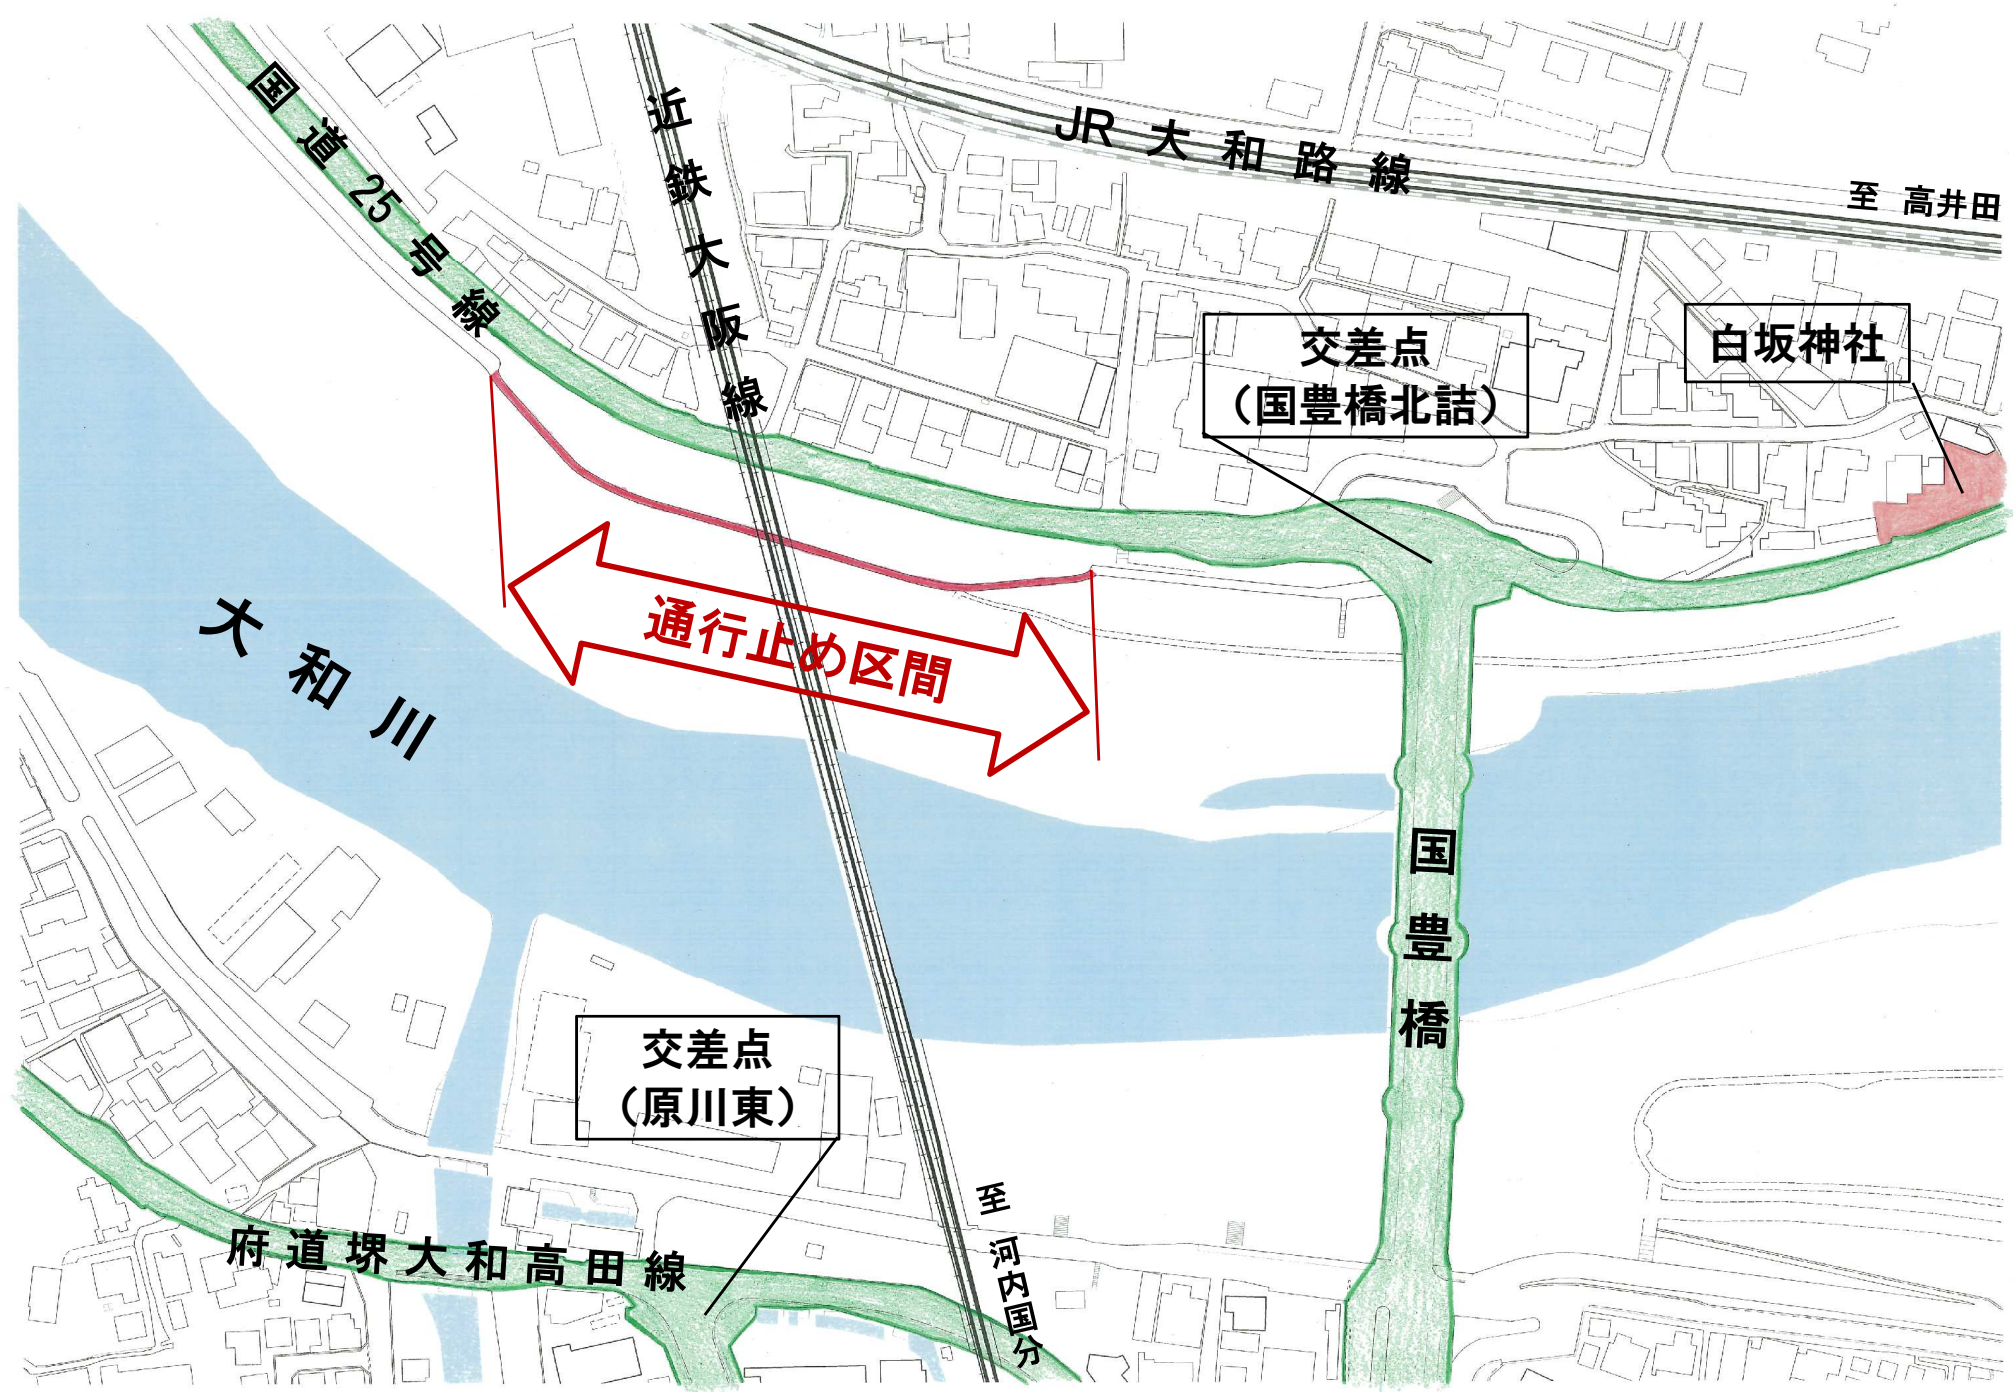 国道25号線
近鉄大阪線
JR大和路線
至 高井田
交差点
（国豊橋北詰）
白坂神社
通行止め区間
大和川
国豊橋
交差点
（原川東）
至 河内国分
府道堺大和高田線